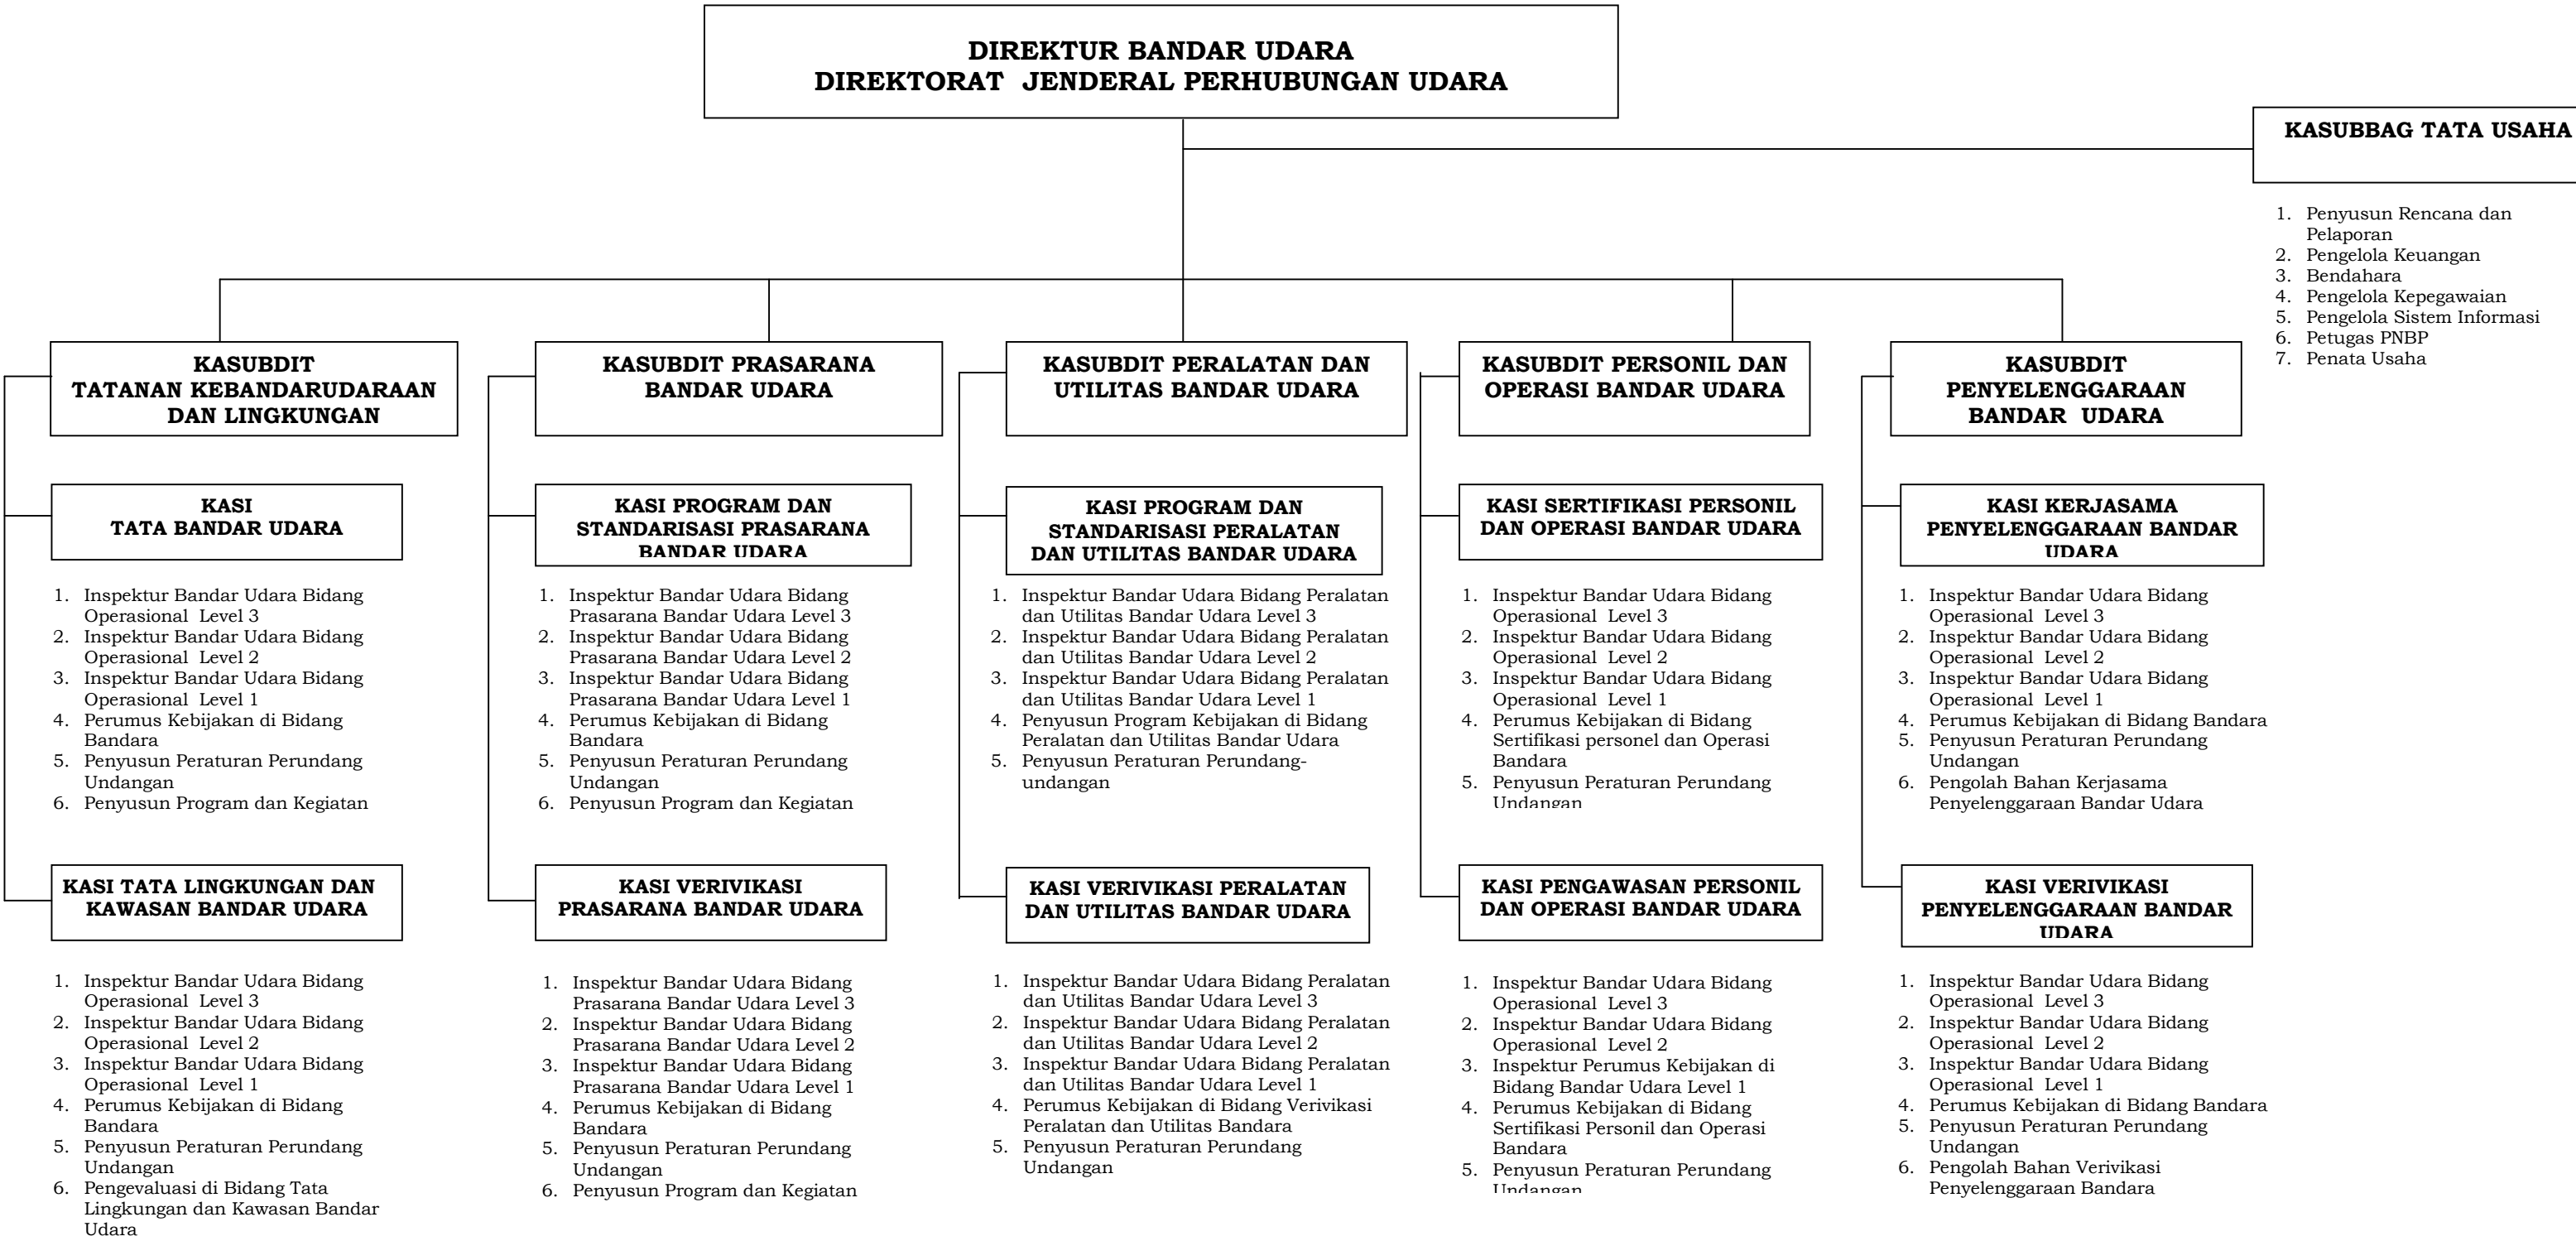 DIREKTUR BANDAR UDARA
DIREKTORAT JENDERAL PERHUBUNGAN UDARA
KASUBBAG TATA USAHA
1. Penyusun Rencana dan
Pelaporan
2. Pengelola Keuangan
3. Bendahara
4. Pengelola Kepegawaian
5. Pengelola Sistem Informasi
6. Petugas PNBP
7. Penata Usaha
KASUBDIT
TATANAN KEBANDARUDARAAN
DAN LINGKUNGAN
KASI
TATA BANDAR UDARA
1. Inspektur Bandar Udara Bidang
Operasional Level 3
2. Inspektur Bandar Udara Bidang
Operasional Level 2
3. Inspektur Bandar Udara Bidang
Operasional Level 1
4. Perumus Kebijakan di Bidang
Bandara
5. Penyusun Peraturan Perundang
Undangan
6. Penyusun Program dan Kegiatan
KASI TATA LINGKUNGAN DAN
KAWASAN BANDAR UDARA
1. Inspektur Bandar Udara Bidang
Operasional Level 3
2. Inspektur Bandar Udara Bidang
Operasional Level 2
3. Inspektur Bandar Udara Bidang
Operasional Level 1
4. Perumus Kebijakan di Bidang
Bandara
5. Penyusun Peraturan Perundang
Undangan
6. Pengevaluasi di Bidang Tata
Lingkungan dan Kawasan Bandar
Udara
KASUBDIT PRASARANA
BANDAR UDARA
KASI PROGRAM DAN
STANDARISASI PRASARANA
BANDAR UDARA
1. Inspektur Bandar Udara Bidang
Prasarana Bandar Udara Level 3
2. Inspektur Bandar Udara Bidang
Prasarana Bandar Udara Level 2
3. Inspektur Bandar Udara Bidang
Prasarana Bandar Udara Level 1
4. Perumus Kebijakan di Bidang
Bandara
5. Penyusun Peraturan Perundang
Undangan
6. Penyusun Program dan Kegiatan
KASI VERIVIKASI
PRASARANA BANDAR UDARA
1. Inspektur Bandar Udara Bidang
Prasarana Bandar Udara Level 3
2. Inspektur Bandar Udara Bidang
Prasarana Bandar Udara Level 2
3. Inspektur Bandar Udara Bidang
Prasarana Bandar Udara Level 1
4. Perumus Kebijakan di Bidang
Bandara
5. Penyusun Peraturan Perundang
Undangan
6. Penyusun Program dan Kegiatan
KASUBDIT PERALATAN DAN
UTILITAS BANDAR UDARA
KASI PROGRAM DAN
STANDARISASI PERALATAN
DAN UTILITAS BANDAR UDARA
1. Inspektur Bandar Udara Bidang Peralatan
dan Utilitas Bandar Udara Level 3
2. Inspektur Bandar Udara Bidang Peralatan
dan Utilitas Bandar Udara Level 2
3. Inspektur Bandar Udara Bidang Peralatan
dan Utilitas Bandar Udara Level 1
4. Penyusun Program Kebijakan di Bidang
Peralatan dan Utilitas Bandar Udara
5. Penyusun Peraturan Perundang-
undangan
KASI VERIVIKASI PERALATAN
DAN UTILITAS BANDAR UDARA
1. Inspektur Bandar Udara Bidang Peralatan
dan Utilitas Bandar Udara Level 3
2. Inspektur Bandar Udara Bidang Peralatan
dan Utilitas Bandar Udara Level 2
3. Inspektur Bandar Udara Bidang Peralatan
dan Utilitas Bandar Udara Level 1
4. Perumus Kebijakan di Bidang Verivikasi
Peralatan dan Utilitas Bandara
5. Penyusun Peraturan Perundang
Undangan
KASUBDIT PERSONIL DAN
OPERASI BANDAR UDARA
KASI SERTIFIKASI PERSONIL
DAN OPERASI BANDAR UDARA
1. Inspektur Bandar Udara Bidang
Operasional Level 3
2. Inspektur Bandar Udara Bidang
Operasional Level 2
3. Inspektur Bandar Udara Bidang
Operasional Level 1
4. Perumus Kebijakan di Bidang
Sertifikasi personel dan Operasi
Bandara
5. Penyusun Peraturan Perundang
Undangan
KASI PENGAWASAN PERSONIL
DAN OPERASI BANDAR UDARA
1. Inspektur Bandar Udara Bidang
Operasional Level 3
2. Inspektur Bandar Udara Bidang
Operasional Level 2
3. Inspektur Perumus Kebijakan di
Bidang Bandar Udara Level 1
4. Perumus Kebijakan di Bidang
Sertifikasi Personil dan Operasi
Bandara
5. Penyusun Peraturan Perundang
Undangan
KASUBDIT
PENYELENGGARAAN
BANDAR UDARA
KASI KERJASAMA
PENYELENGGARAAN BANDAR
UDARA
1. Inspektur Bandar Udara Bidang
Operasional Level 3
2. Inspektur Bandar Udara Bidang
Operasional Level 2
3. Inspektur Bandar Udara Bidang
Operasional Level 1
4. Perumus Kebijakan di Bidang Bandara
5. Penyusun Peraturan Perundang
Undangan
6. Pengolah Bahan Kerjasama
Penyelenggaraan Bandar Udara
KASI VERIVIKASI
PENYELENGGARAAN BANDAR
UDARA
1. Inspektur Bandar Udara Bidang
Operasional Level 3
2. Inspektur Bandar Udara Bidang
Operasional Level 2
3. Inspektur Bandar Udara Bidang
Operasional Level 1
4. Perumus Kebijakan di Bidang Bandara
5. Penyusun Peraturan Perundang
Undangan
6. Pengolah Bahan Verivikasi
Penyelenggaraan Bandara